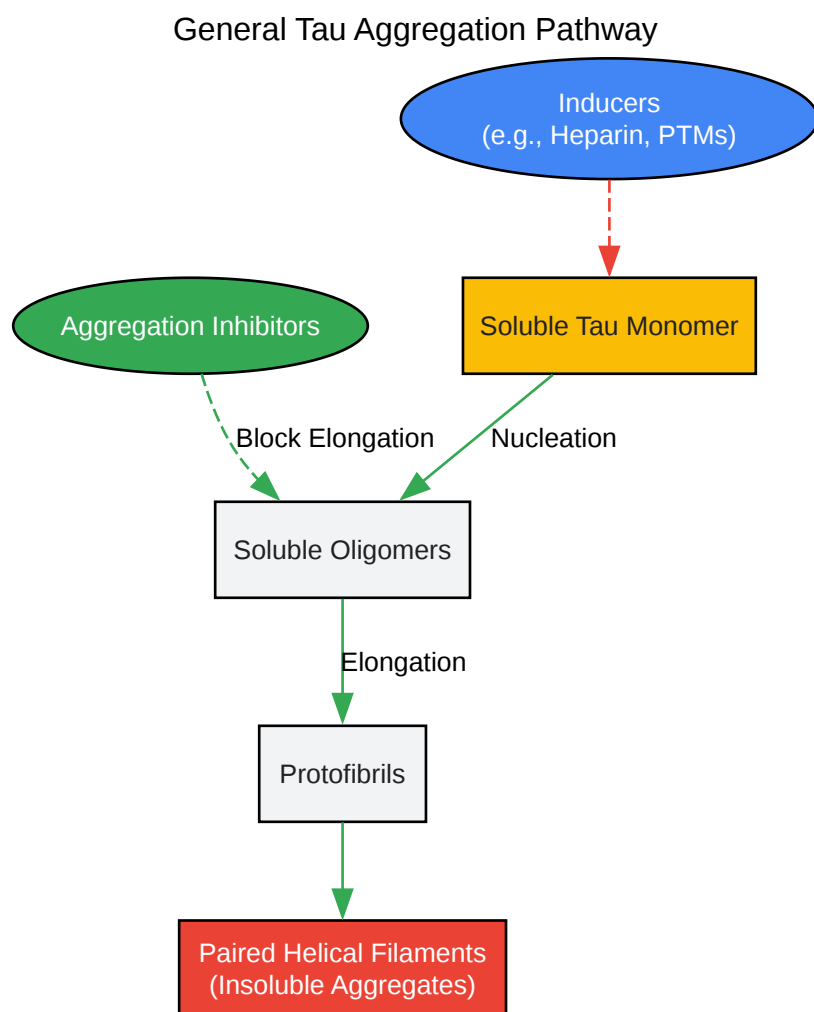 General Tau Aggregation Pathway
Inducers
(e.g., Heparin, PTMs)
Aggregation Inhibitors
Soluble Tau Monomer
Block Elongation
Nucleation
Soluble Oligomers
Elongation
Protofibrils
Paired Helical Filaments
(Insoluble Aggregates)